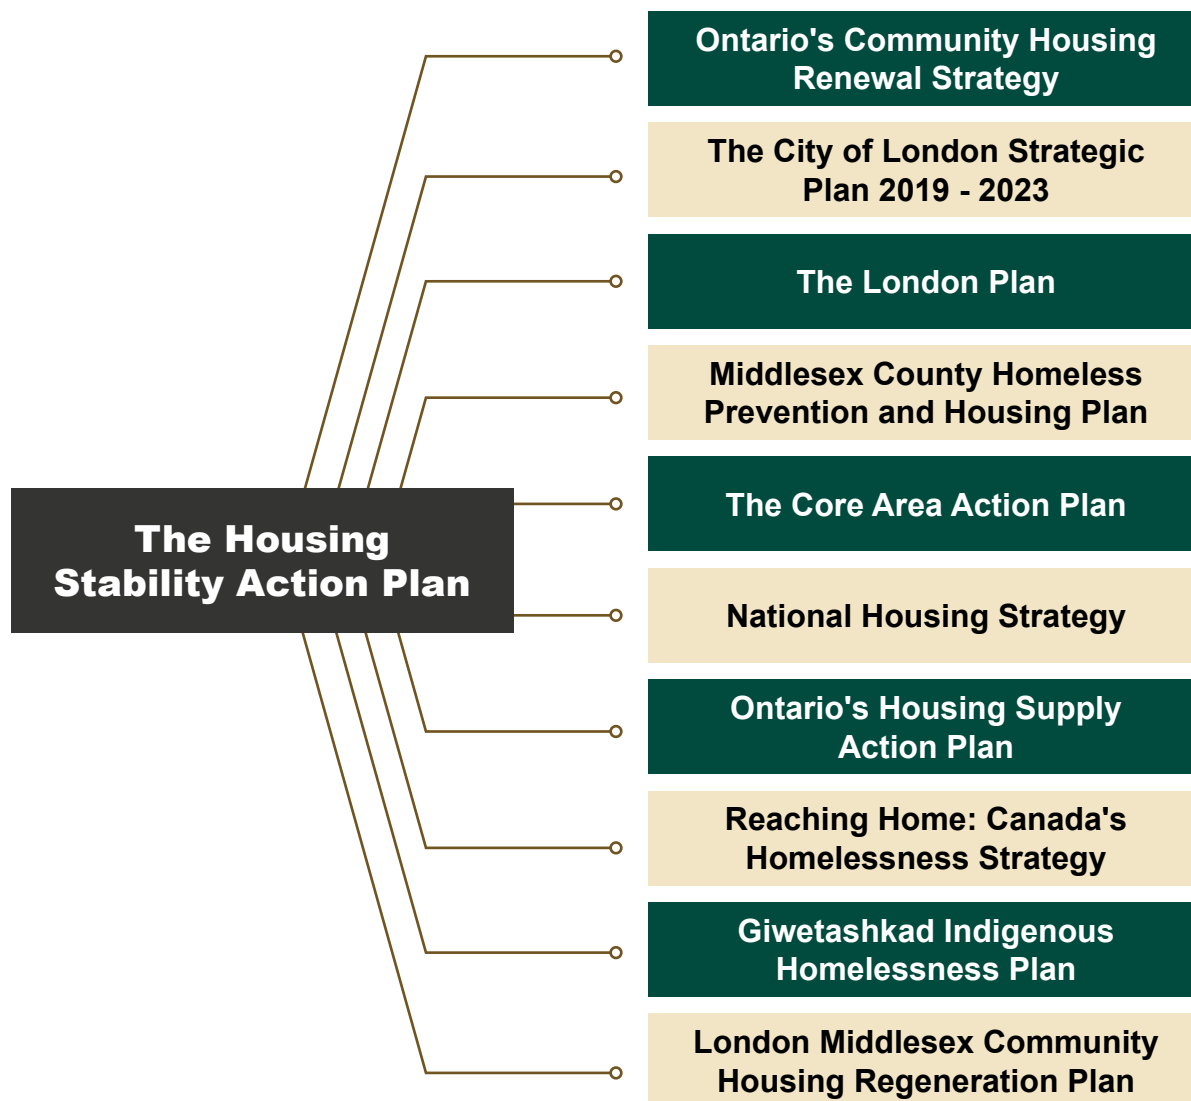 Ontario's Community Housing
Renewal Strategy
The City of London Strategic
Plan 2019 - 2023
The London Plan
Middlesex County Homeless
Prevention and Housing Plan
The Core Area Action Plan
The Housing
Stability Action Plan
National Housing Strategy
Ontario's Housing Supply
Action Plan
Reaching Home: Canada's
Homelessness Strategy
Giwetashkad Indigenous
Homelessness Plan
London Middlesex Community
Housing Regeneration Plan